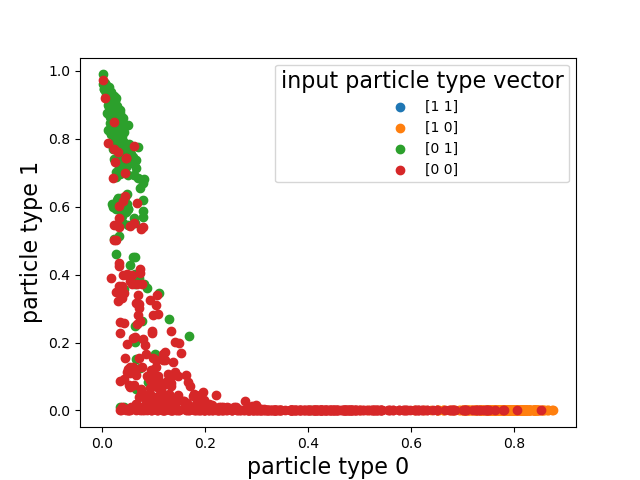 input particle type vector
[1 1]
[1 0]
[0 1]
[0 0]
particle type 1
1.0
0.8
0.6
0.4
0.2
0.0
0.0 0.2 0.4 0.6 0.8
particle type 0